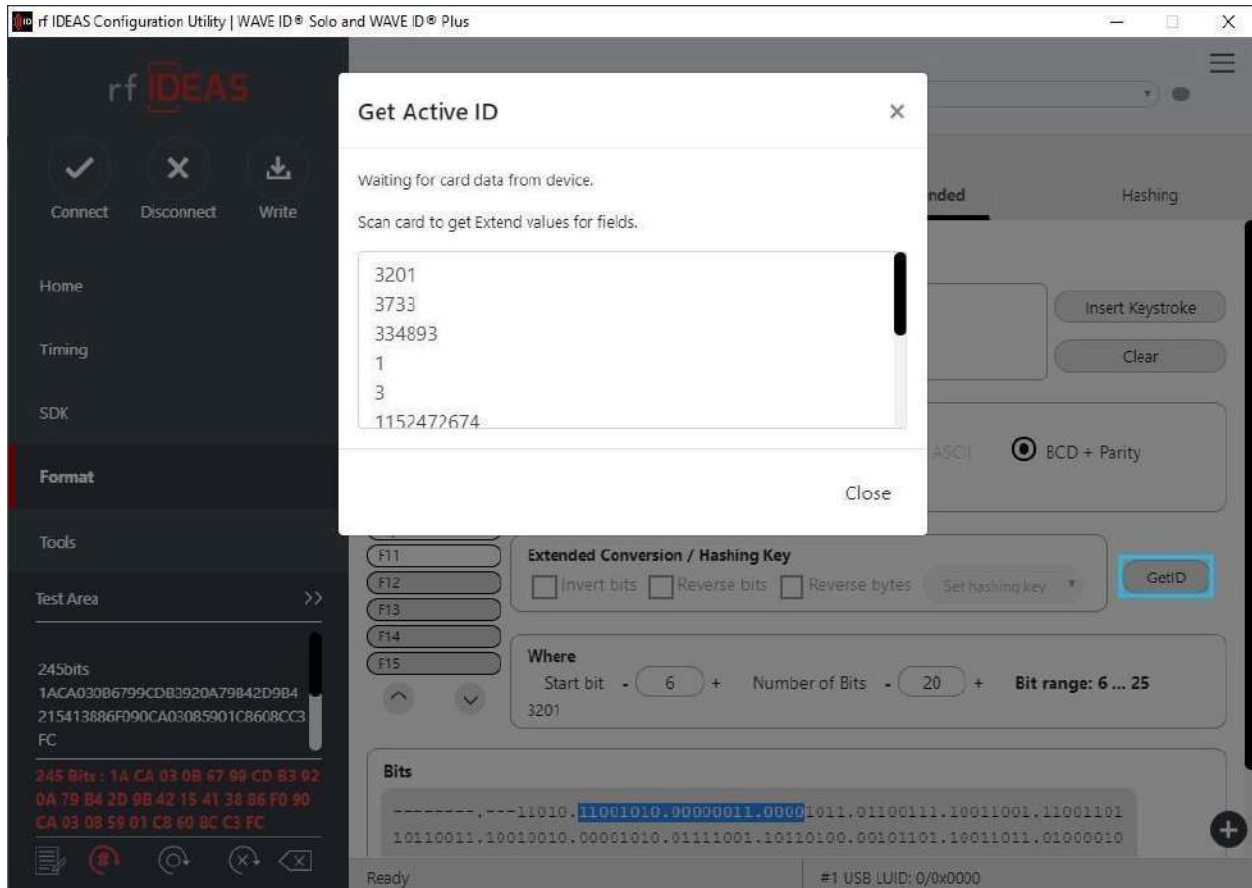 rf IDEAS Configuration Utility | WAVE ID® Solo and WAVE ID® Plus
rf IDEAS
Connect Disconnect Write
Home
Timing
SDK
Format
Tools
Test Area >>
245bits
1ACA030B6799CDB3920A79B42D9B4
215413886F090CA03085901C8608CC3
FC
245 Bits : 1A CA 03 0B 67 99 CD B3 92
0A 79 B4 2D 9B 42 15 41 38 86 F0 90
CA 03 08 59 01 C8 60 8C C3 FC
Get Active ID ×
Waiting for card data from device.
Scan card to get Extend values for fields.
3201
3733
334893
1
3
1152472674
Close
nded Hashing
Insert Keystroke
Clear
ASCII BCD + Parity
F11
F12
F13
F14
F15
Extended Conversion / Hashing Key
Invert bits Reverse bits Reverse bytes Set hashing key
GetID
Where
Start bit - 6 + Number of Bits - 20 + Bit range: 6 ... 25
3201
Bits
--------.---11010.11001010.00000011.00001011.01100111.10011001.11001101
10110011.10010010.00001010.01111001.10110100.00101101.10011011.01000010
Ready #1 USB LUID: 0/0x0000